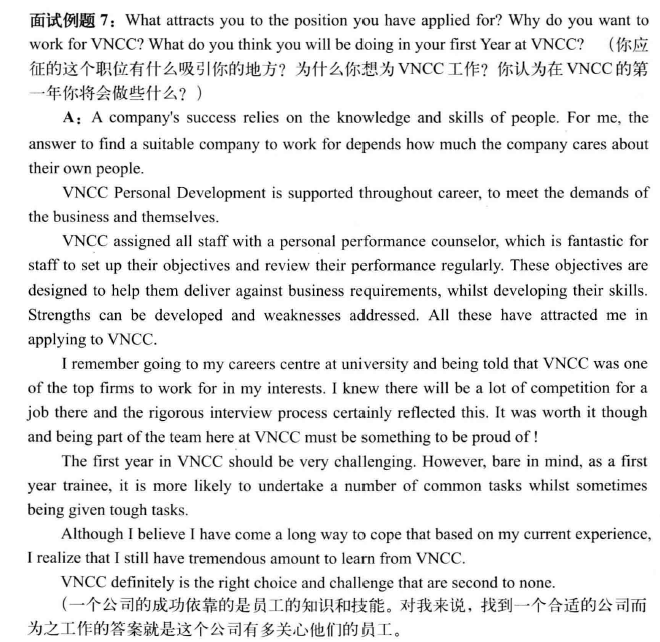 面试例题 7：What attracts you to the position you have applied for? Why do you want to
work for VNCC? What do you think you will be doing in your first Year at VNCC? （你应
征的这个职位有什么吸引你的地方？为什么你想为 VNCC 工作？你认为在 VNCC 的第
一年你将会做些什么？）
A：A company's success relies on the knowledge and skills of people. For me, the
answer to find a suitable company to work for depends how much the company cares about
their own people.
VNCC Personal Development is supported throughout career, to meet the demands of
the business and themselves.
VNCC assigned all staff with a personal performance counselor, which is fantastic for
staff to set up their objectives and review their performance regularly. These objectives are
designed to help them deliver against business requirements, whilst developing their skills.
Strengths can be developed and weaknesses addressed. All these have attracted me in
applying to VNCC.
I remember going to my careers centre at university and being told that VNCC was one
of the top firms to work for in my interests. I knew there will be a lot of competition for a
job there and the rigorous interview process certainly reflected this. It was worth it though
and being part of the team here at VNCC must be something to be proud of！
The first year in VNCC should be very challenging. However, bare in mind, as a first
year trainee, it is more likely to undertake a number of common tasks whilst sometimes
being given tough tasks.
Although I believe I have come a long way to cope that based on my current experience,
I realize that I still have tremendous amount to learn from VNCC.
VNCC definitely is the right choice and challenge that are second to none.
（一个公司的成功依靠的是员工的知识和技能。对我来说，找到一个合适的公司而
为之工作的答案就是这个公司有多关心他们的员工。